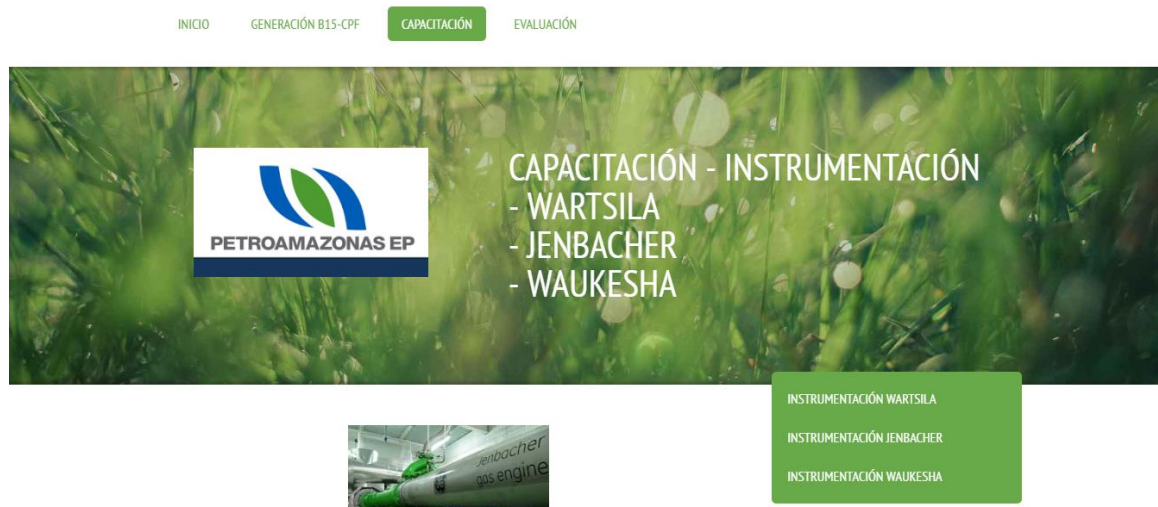 INICIO
GENERACIÓN B15-CPF
CAPACITACIÓN
EVALUACIÓN
PETROAMAZONAS EP
CAPACITACIÓN - INSTRUMENTACIÓN
- WARTSILA
- JENBACHER
- WAUKESHA
INSTRUMENTACIÓN WARTSILA
INSTRUMENTACIÓN JENBACHER
INSTRUMENTACIÓN WAUKESHA
Jenbacher
gas engine